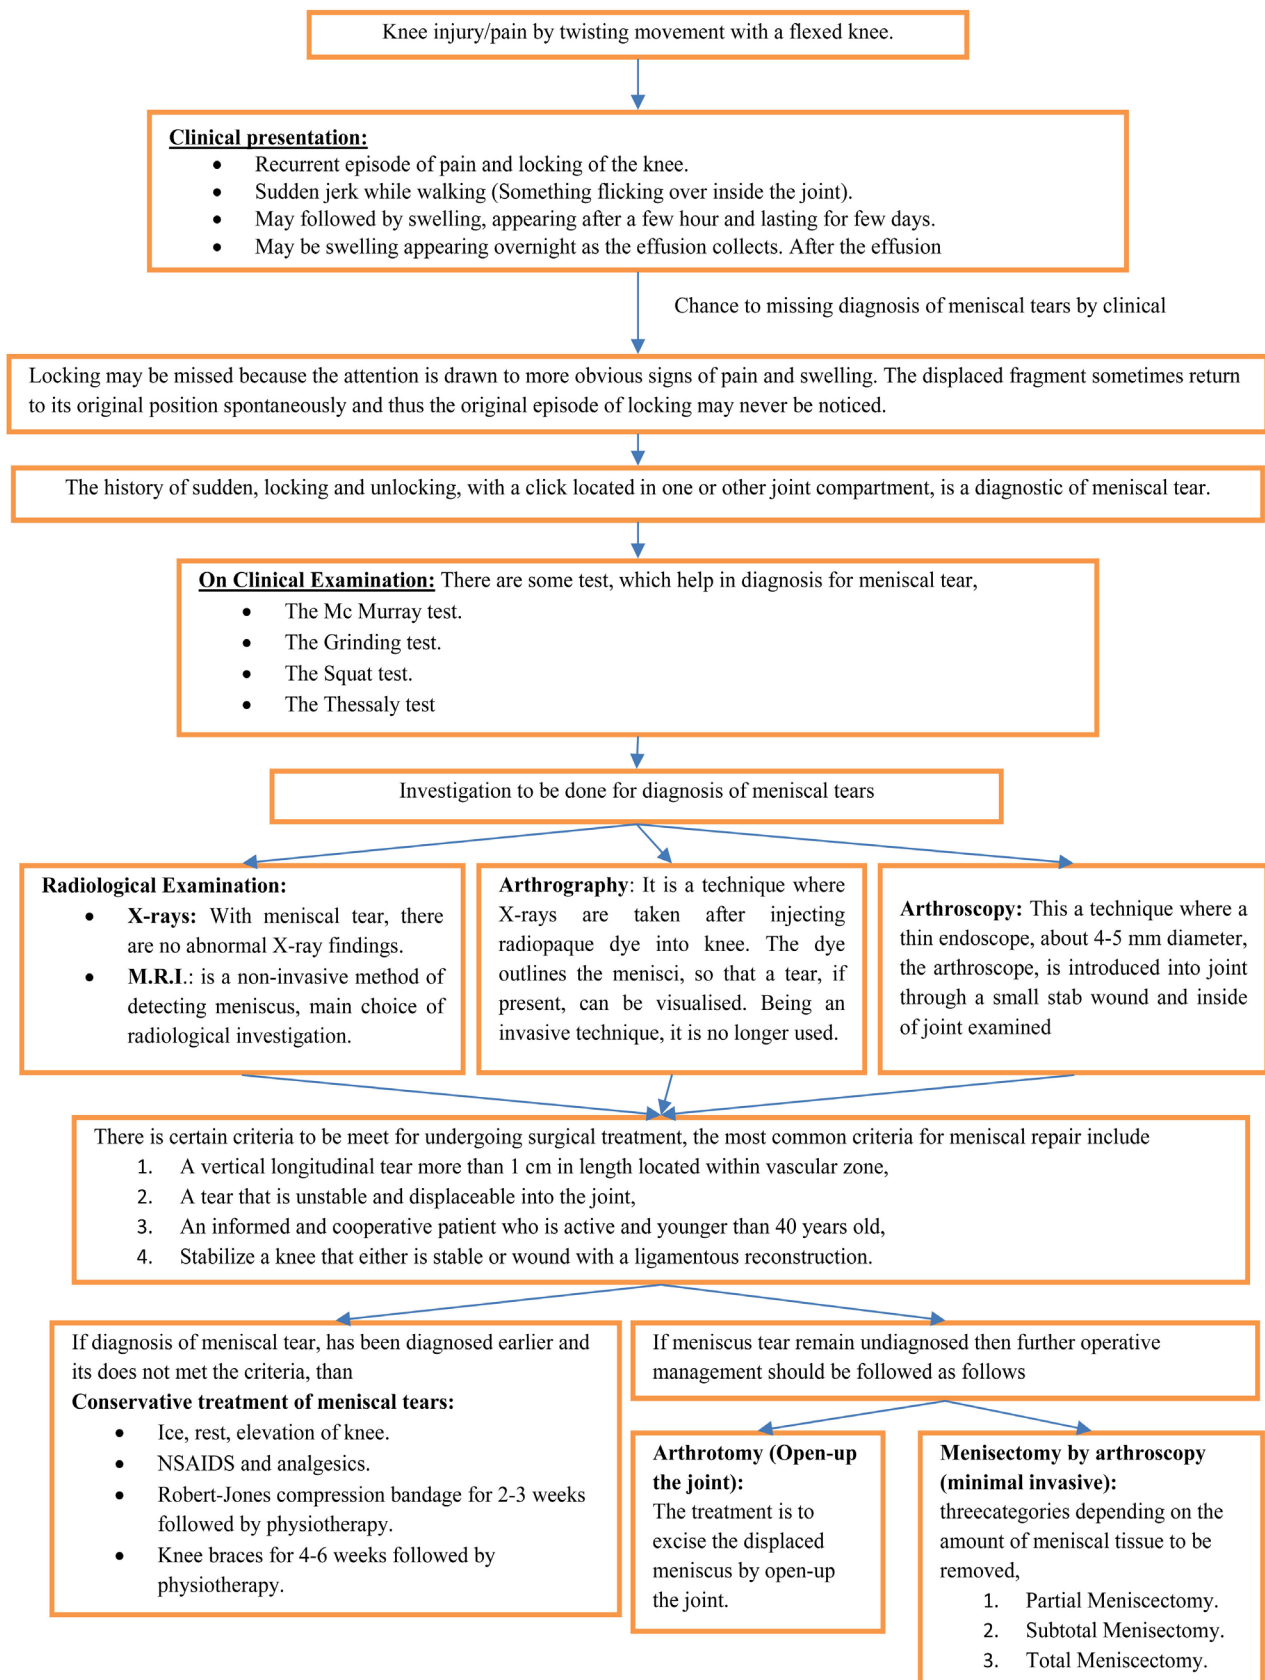 Knee injury/pain by twisting movement with a flexed knee.
Clinical presentation:
• Recurrent episode of pain and locking of the knee.
• Sudden jerk while walking (Something flicking over inside the joint).
• May followed by swelling, appearing after a few hour and lasting for few days.
• May be swelling appearing overnight as the effusion collects. After the effusion
Chance to missing diagnosis of meniscal tears by clinical
Locking may be missed because the attention is drawn to more obvious signs of pain and swelling. The displaced fragment sometimes return
to its original position spontaneously and thus the original episode of locking may never be noticed.
The history of sudden, locking and unlocking, with a click located in one or other joint compartment, is a diagnostic of meniscal tear.
On Clinical Examination: There are some test, which help in diagnosis for meniscal tear,
• The Mc Murray test.
• The Grinding test.
• The Squat test.
• The Thessaly test
Investigation to be done for diagnosis of meniscal tears
Radiological Examination:
• X-rays: With meniscal tear, there
are no abnormal X-ray findings.
• M.R.I.: is a non-invasive method of
detecting meniscus, main choice of
radiological investigation.
Arthrography: It is a technique where
X-rays are taken after injecting
radiopaque dye into knee. The dye
outlines the menisci, so that a tear, if
present, can be visualised. Being an
invasive technique, it is no longer used.
Arthroscopy: This a technique where a
thin endoscope, about 4-5 mm diameter,
the arthroscope, is introduced into joint
through a small stab wound and inside
of joint examined
There is certain criteria to be meet for undergoing surgical treatment, the most common criteria for meniscal repair include
1. A vertical longitudinal tear more than 1 cm in length located within vascular zone,
2. A tear that is unstable and displaceable into the joint,
3. An informed and cooperative patient who is active and younger than 40 years old,
4. Stabilize a knee that either is stable or wound with a ligamentous reconstruction.
If diagnosis of meniscal tear, has been diagnosed earlier and
its does not met the criteria, than
Conservative treatment of meniscal tears:
• Ice, rest, elevation of knee.
• NSAIDS and analgesics.
• Robert-Jones compression bandage for 2-3 weeks
followed by physiotherapy.
• Knee braces for 4-6 weeks followed by
physiotherapy.
If meniscus tear remain undiagnosed then further operative
management should be followed as follows
Arthrotomy (Open-up
the joint):
The treatment is to
excise the displaced
meniscus by open-up
the joint.
Menisectomy by arthroscopy
(minimal invasive):
threecategories depending on the
amount of meniscal tissue to be
removed,
1. Partial Meniscectomy.
2. Subtotal Menisectomy.
3. Total Meniscectomy.